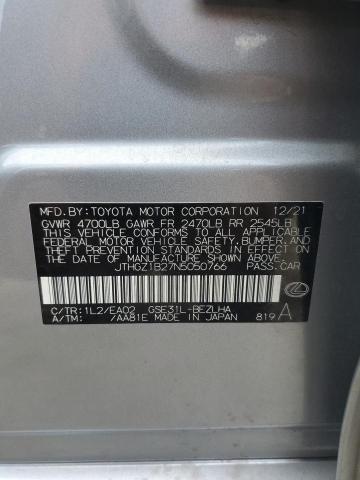 MFD. BY: TOYOTA MOTOR CORPORATION 12/21
GVWR 4700LB GAWR FR 2470LB RR 2545LB
THIS VEHICLE CONFORMS TO ALL APPLICABLE
FEDERAL MOTOR VEHICLE SAFETY, BUMPER, AND
THEFT PREVENTION STANDARDS IN EFFECT ON
THE DATE OF MANUFACTURE SHOWN ABOVE.
JTHGZ1B27N5050766 PASS.CAR
C/TR: 1L2/EA02 GSE31L-BEZLHA
A/TM: -/AA81E MADE IN JAPAN 819 A